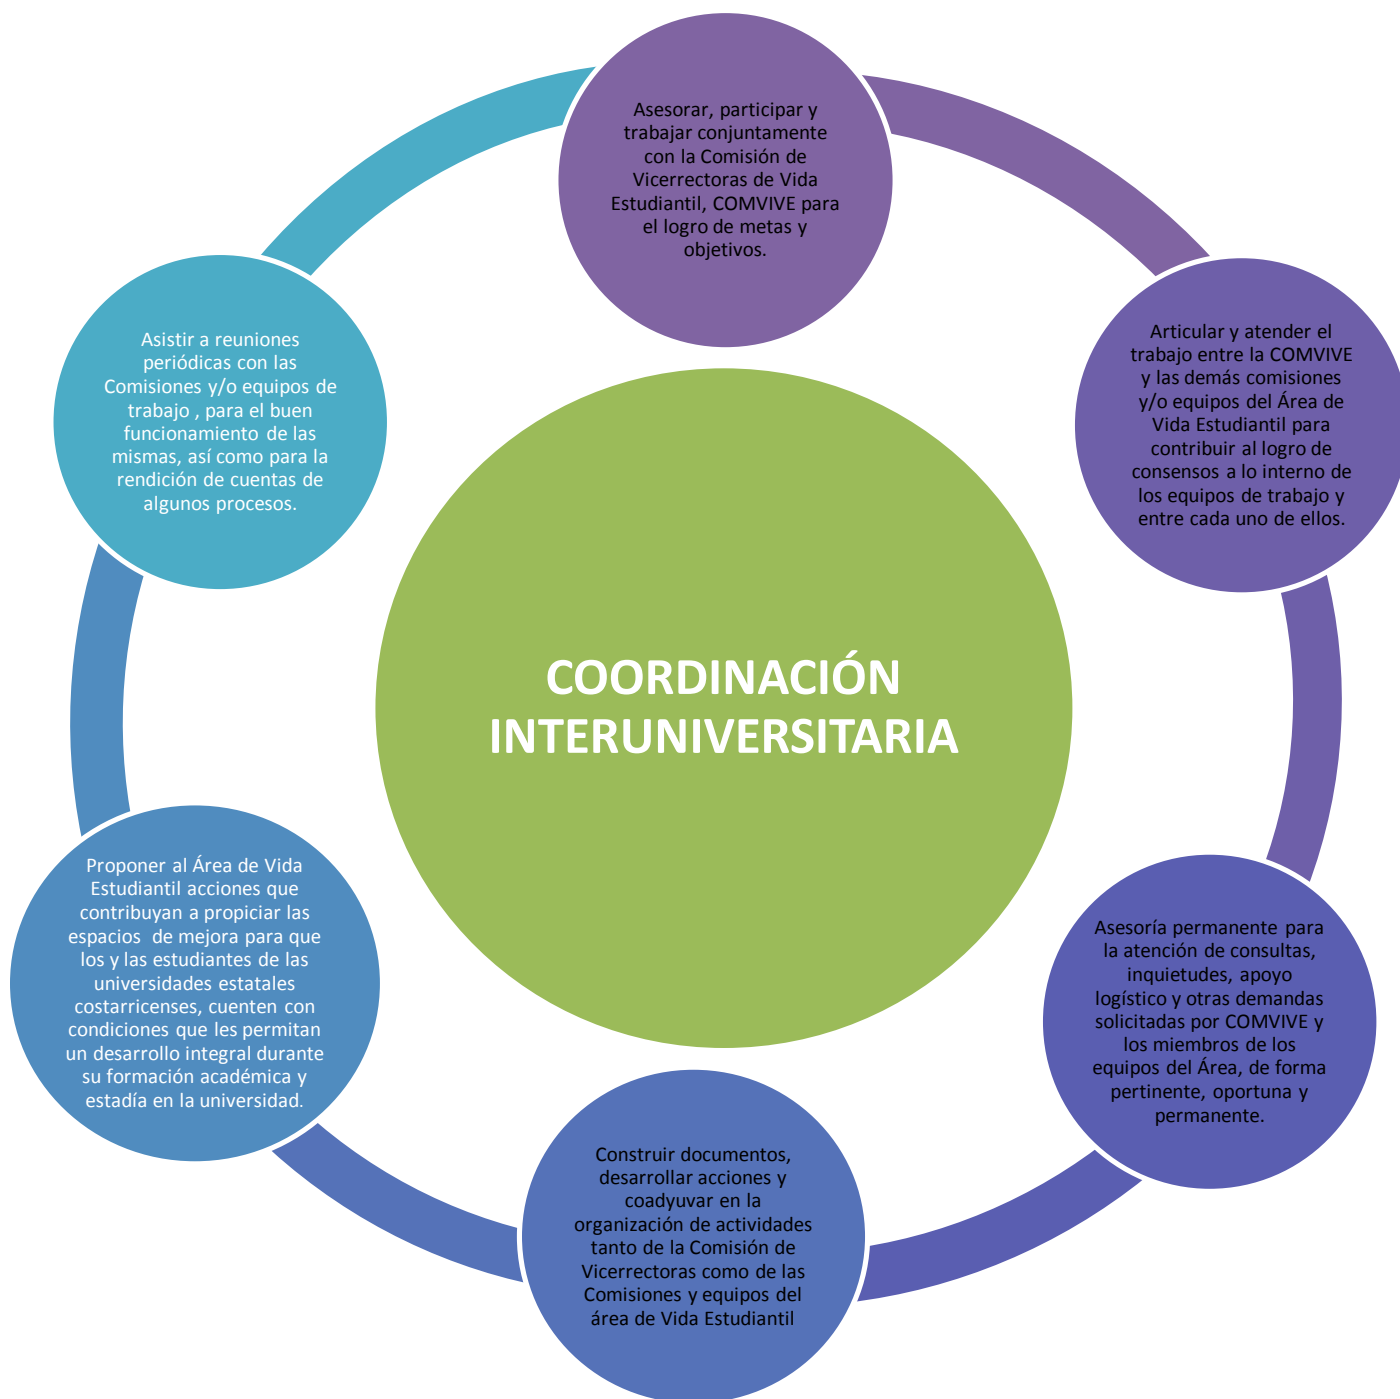 Asesorar, participar y
trabajar conjuntamente
con la Comisión de
Vicerrectoras de Vida
Estudiantil, COMVIVE para
el logro de metas y
objetivos.
Articular y atender el
trabajo entre la COMVIVE
y las demás comisiones
y/o equipos del Área de
Vida Estudiantil para
contribuir al logro de
consensos a lo interno de
los equipos de trabajo y
entre cada uno de ellos.
Asesoría permanente para
la atención de consultas,
inquietudes, apoyo
logístico y otras demandas
solicitadas por COMVIVE y
los miembros de los
equipos del Área, de forma
pertinente, oportuna y
permanente.
Construir documentos,
desarrollar acciones y
coadyuvar en la
organización de actividades
tanto de la Comisión de
Vicerrectoras como de las
Comisiones y equipos del
área de Vida Estudiantil
Proponer al Área de Vida
Estudiantil acciones que
contribuyan a propiciar las
espacios de mejora para que
los y las estudiantes de las
universidades estatales
costarricenses, cuenten con
condiciones que les permitan
un desarrollo integral durante
su formación académica y
estadía en la universidad.
Asistir a reuniones
periódicas con las
Comisiones y/o equipos de
trabajo , para el buen
funcionamiento de las
mismas, así como para la
rendición de cuentas de
algunos procesos.
COORDINACIÓN
INTERUNIVERSITARIA